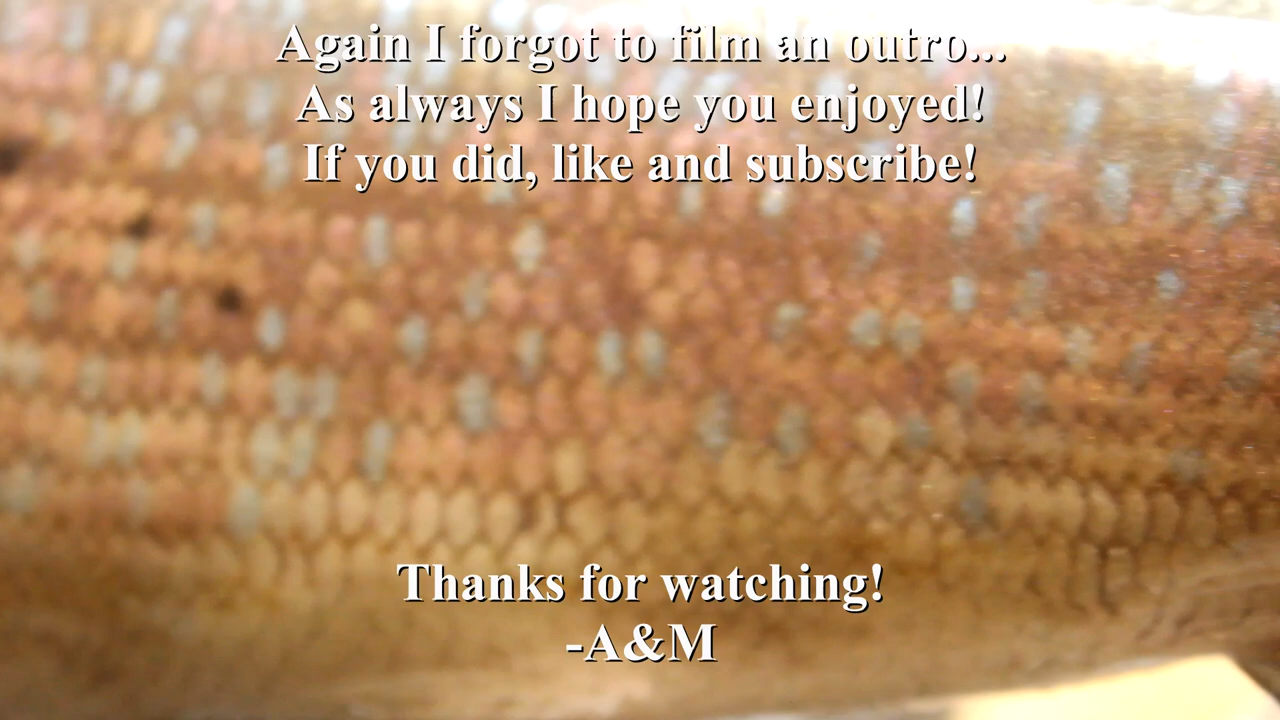 Again I forgot to film an outro...
As always I hope you enjoyed!
If you did, like and subscribe!
Thanks for watching!
-A&M